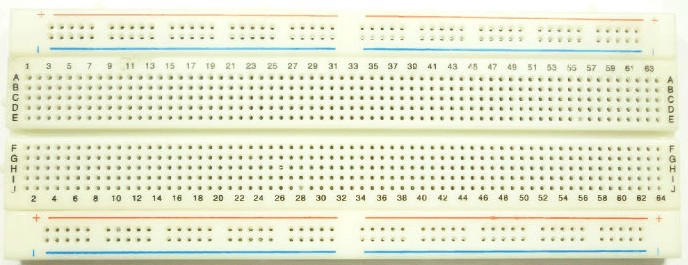 +
-
-
1 3 5 7 9 11 13 15 17 19 21 23 25 27 29 31 33 35 37 39 41 43 45 47 49 51 53 55 57 59 61 63
A A
B B
C C
D D
E E
F F
G G
H H
I I
J J
2 4 6 8 10 12 14 16 18 20 22 24 26 28 30 32 34 36 38 40 42 44 46 48 50 52 54 56 58 60 62 64
+ +
- -